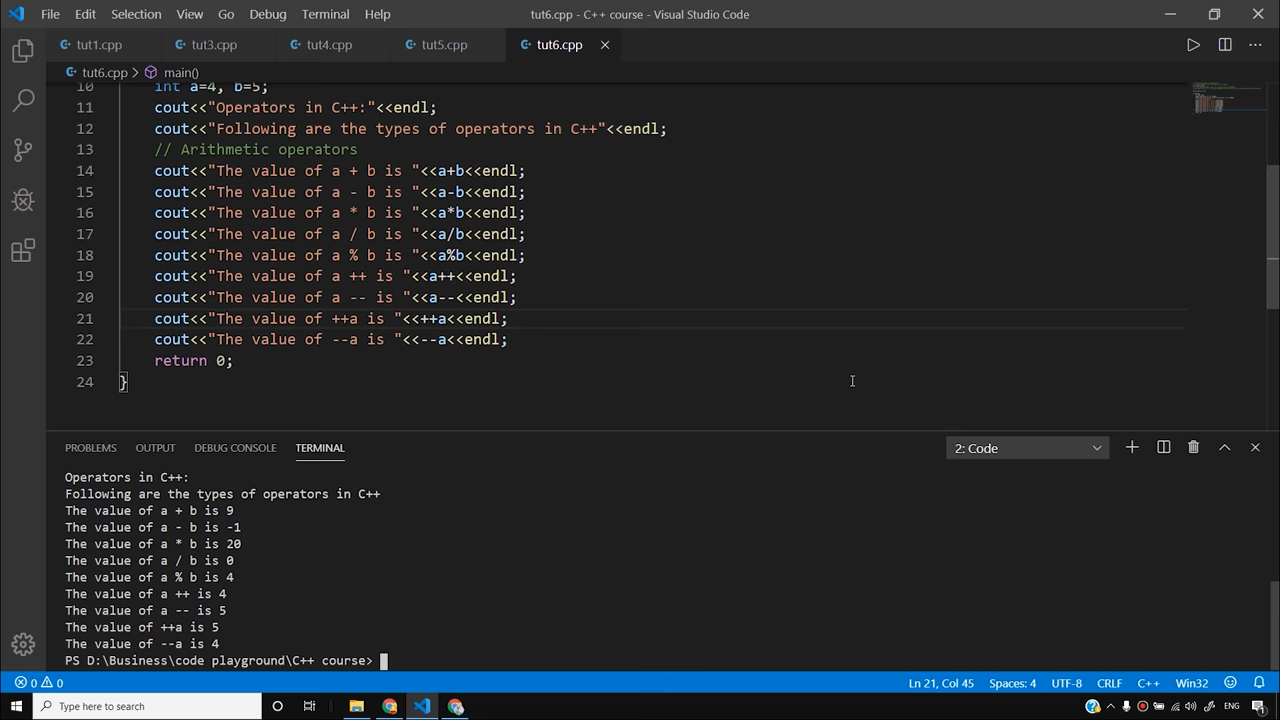 File Edit Selection View Go Debug Terminal Help tut6.cpp - C++ course - Visual Studio Code
tut1.cpp tut3.cpp tut4.cpp tut5.cpp tut6.cpp
tut6.cpp > main()
10 int a=4, b=5;
11 cout<<"Operators in C++:"<<endl;
12 cout<<"Following are the types of operators in C++"<<endl;
13 // Arithmetic operators
14 cout<<"The value of a + b is "<<a+b<<endl;
15 cout<<"The value of a - b is "<<a-b<<endl;
16 cout<<"The value of a * b is "<<a*b<<endl;
17 cout<<"The value of a / b is "<<a/b<<endl;
18 cout<<"The value of a % b is "<<a%b<<endl;
19 cout<<"The value of a ++ is "<<a++<<endl;
20 cout<<"The value of a -- is "<<a--<<endl;
21 cout<<"The value of ++a is "<<++a<<endl;
22 cout<<"The value of --a is "<<--a<<endl;
23 return 0;
24 }
PROBLEMS OUTPUT DEBUG CONSOLE TERMINAL 2: Code
Operators in C++:
Following are the types of operators in C++
The value of a + b is 9
The value of a - b is -1
The value of a * b is 20
The value of a / b is 0
The value of a % b is 4
The value of a ++ is 4
The value of a -- is 5
The value of ++a is 5
The value of --a is 4
PS D:\Business\code playground\C++ course>
0 0 Ln 21, Col 45 Spaces: 4 UTF-8 CRLF C++ Win32
Type here to search ENG